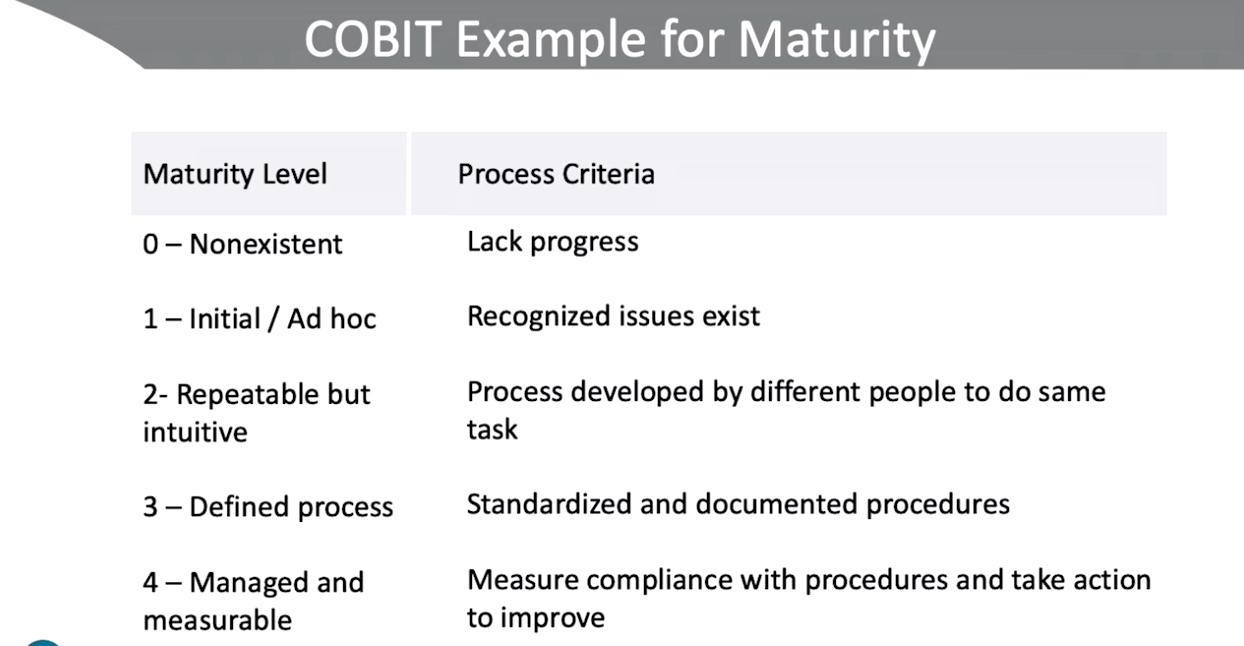 COBIT Example for Maturity
Maturity Level
Process Criteria
0 – Nonexistent
Lack progress
1 – Initial / Ad hoc
Recognized issues exist
2- Repeatable but
intuitive
Process developed by different people to do same
task
3 – Defined process
Standardized and documented procedures
4 – Managed and
measurable
Measure compliance with procedures and take action
to improve